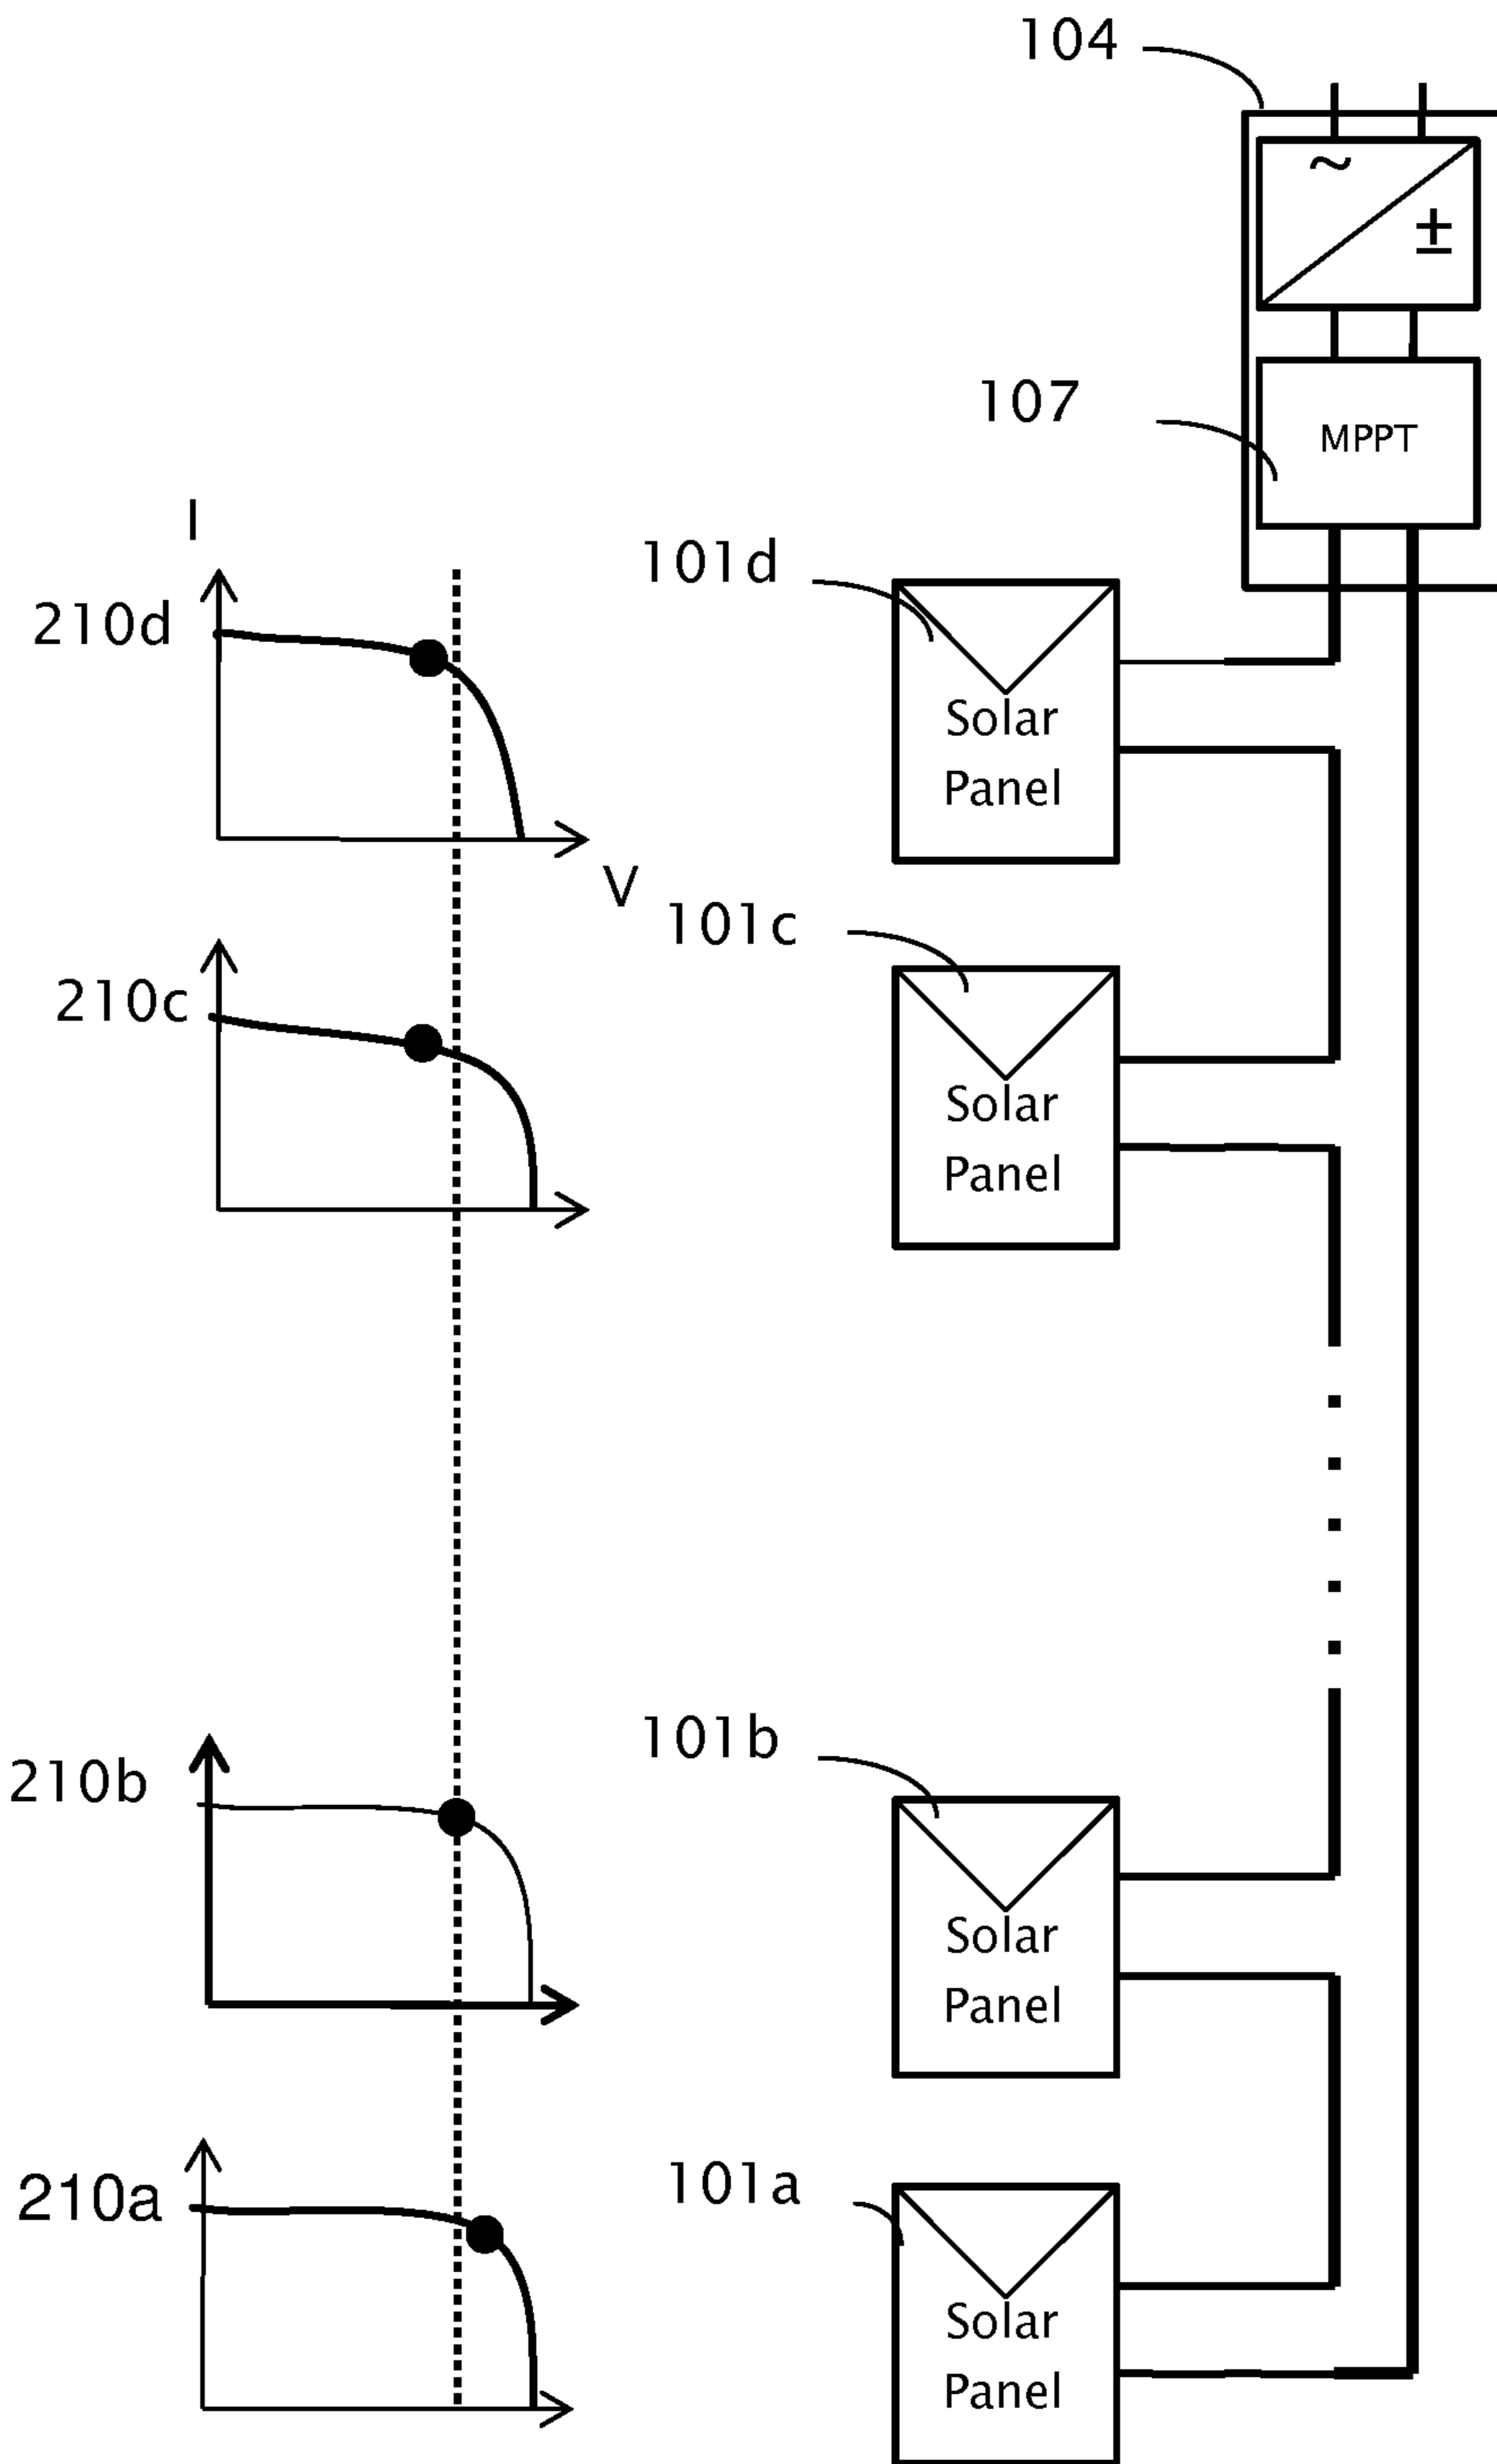 104
~
±
107
MPPT
I
101d
210d
Solar
Panel
V
101c
210c
Solar
Panel
101b
210b
Solar
Panel
101a
210a
Solar
Panel